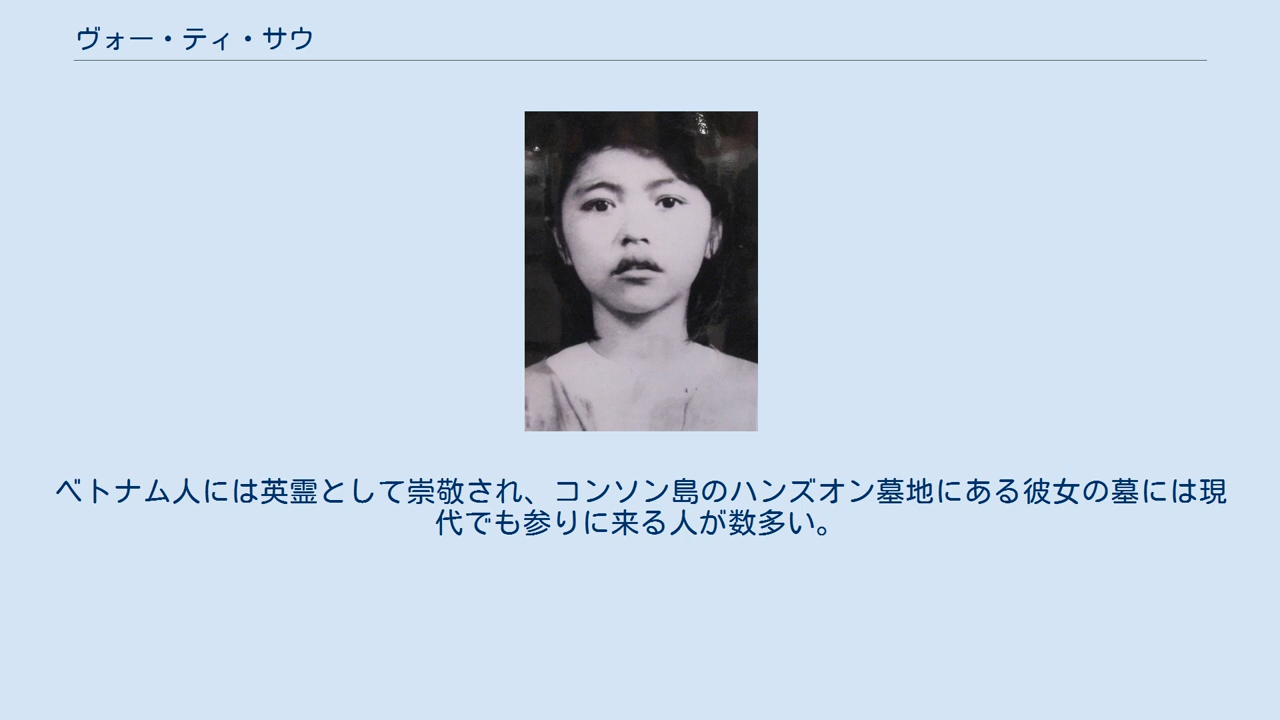 ヴォー・ティ・サウ
ベトナム人には英霊として崇敬され、コンソン島のハンズオン墓地にある彼女の墓には現
代でも参りに来る人が数多い。